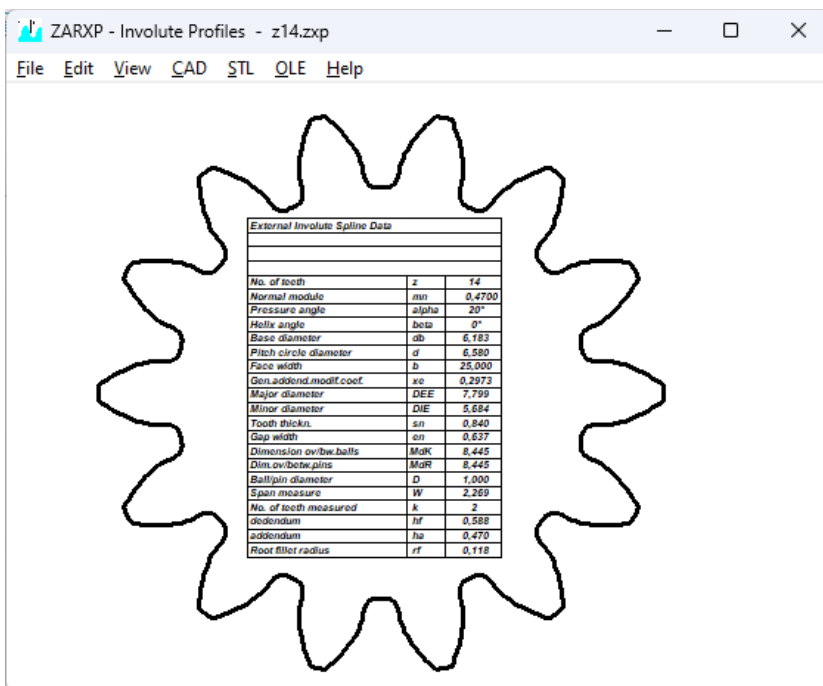 ZARXP - Involute Profiles - z14.zxp
File Edit View CAD STL OLE Help
External Involute Spline Data
No. of teeth z 14
Normal module mn 0,4700
Pressure angle alpha 20°
Helix angle beta 0°
Base diameter db 6,183
Pitch circle diameter d 6,580
Face width b 25,000
Gen.addend.modif.coef. xe 0,2973
Major diameter DEE 7,799
Minor diameter DIE 5,684
Tooth thickn. sn 0,840
Gap width en 0,637
Dimension ov/bw.balls MdK 8,445
Dim.ov/betw.pins MdR 8,445
Ball/pin diameter D 1,000
Span measure W 2,269
No. of teeth measured k 2
dedendum hf 0,588
addendum ha 0,470
Root fillet radius rf 0,118